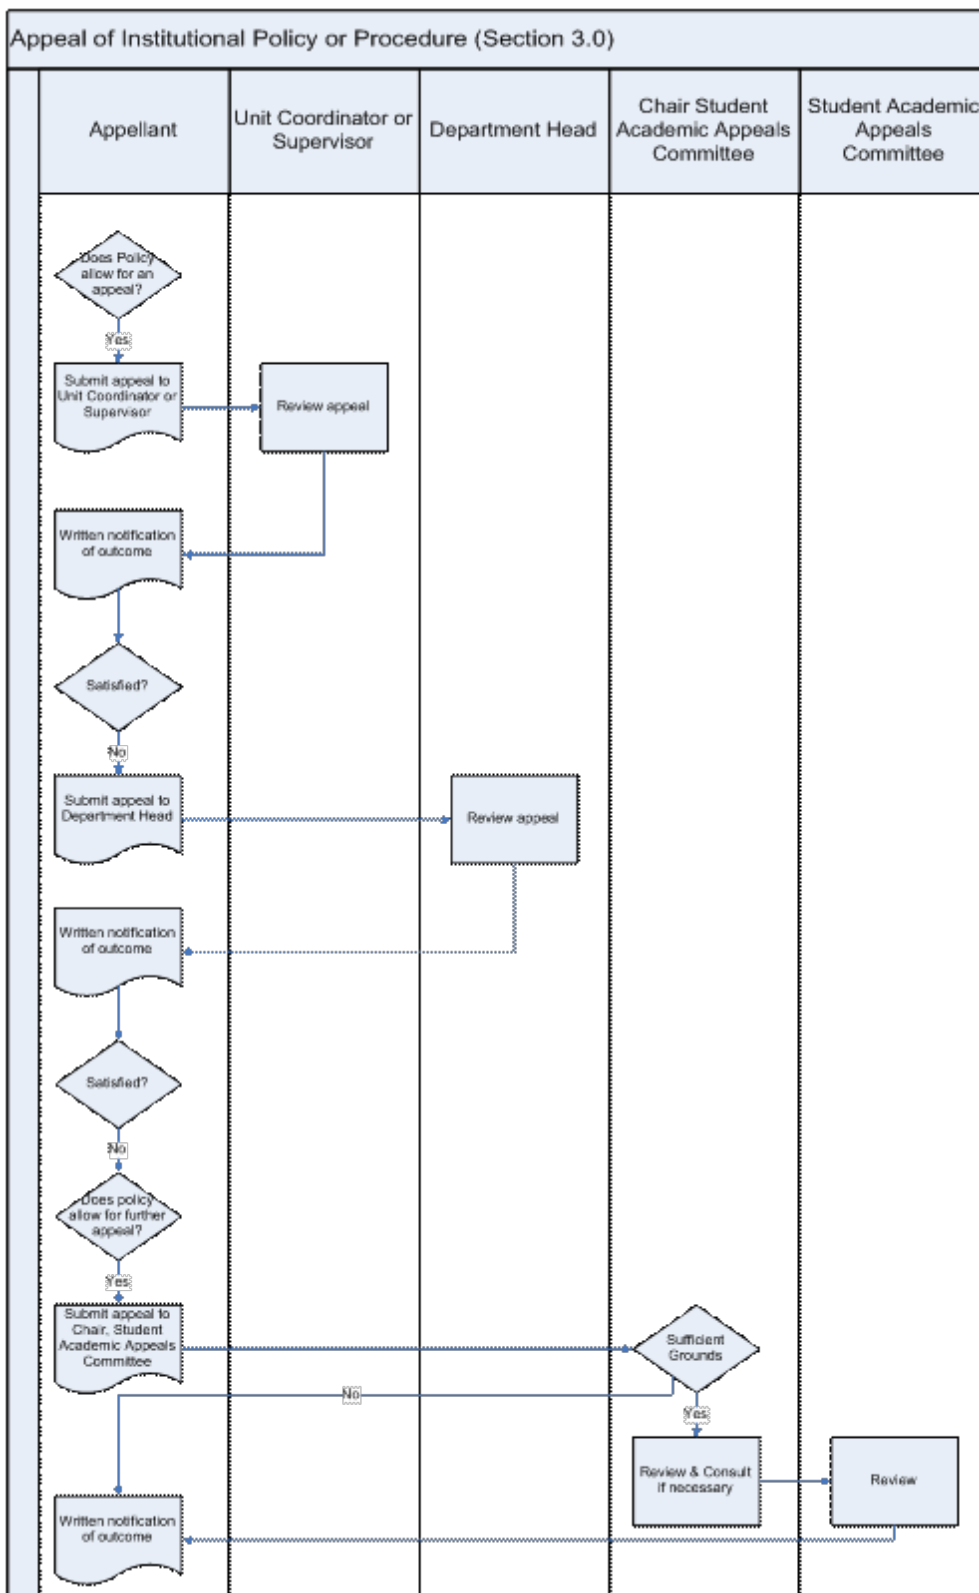 Appeal of Institutional Policy or Procedure (Section 3.0)
Appellant
Unit Coordinator or
Supervisor
Department Head
Chair Student
Academic Appeals
Committee
Student Academic
Appeals
Committee
Does Policy
allow for an
appeal?
Yes
Submit appeal to
Unit Coordinator or
Supervisor
Review appeal
Written notification
of outcome
Satisfied?
No
Submit appeal to
Department Head
Review appeal
Written notification
of outcome
Satisfied?
No
Does policy
allow for further
appeal?
Yes
Submit appeal to
Chair, Student
Academic Appeals
Committee
Sufficient
Grounds
No
Yes
Review & Consult
if necessary
Review
Written notification
of outcome